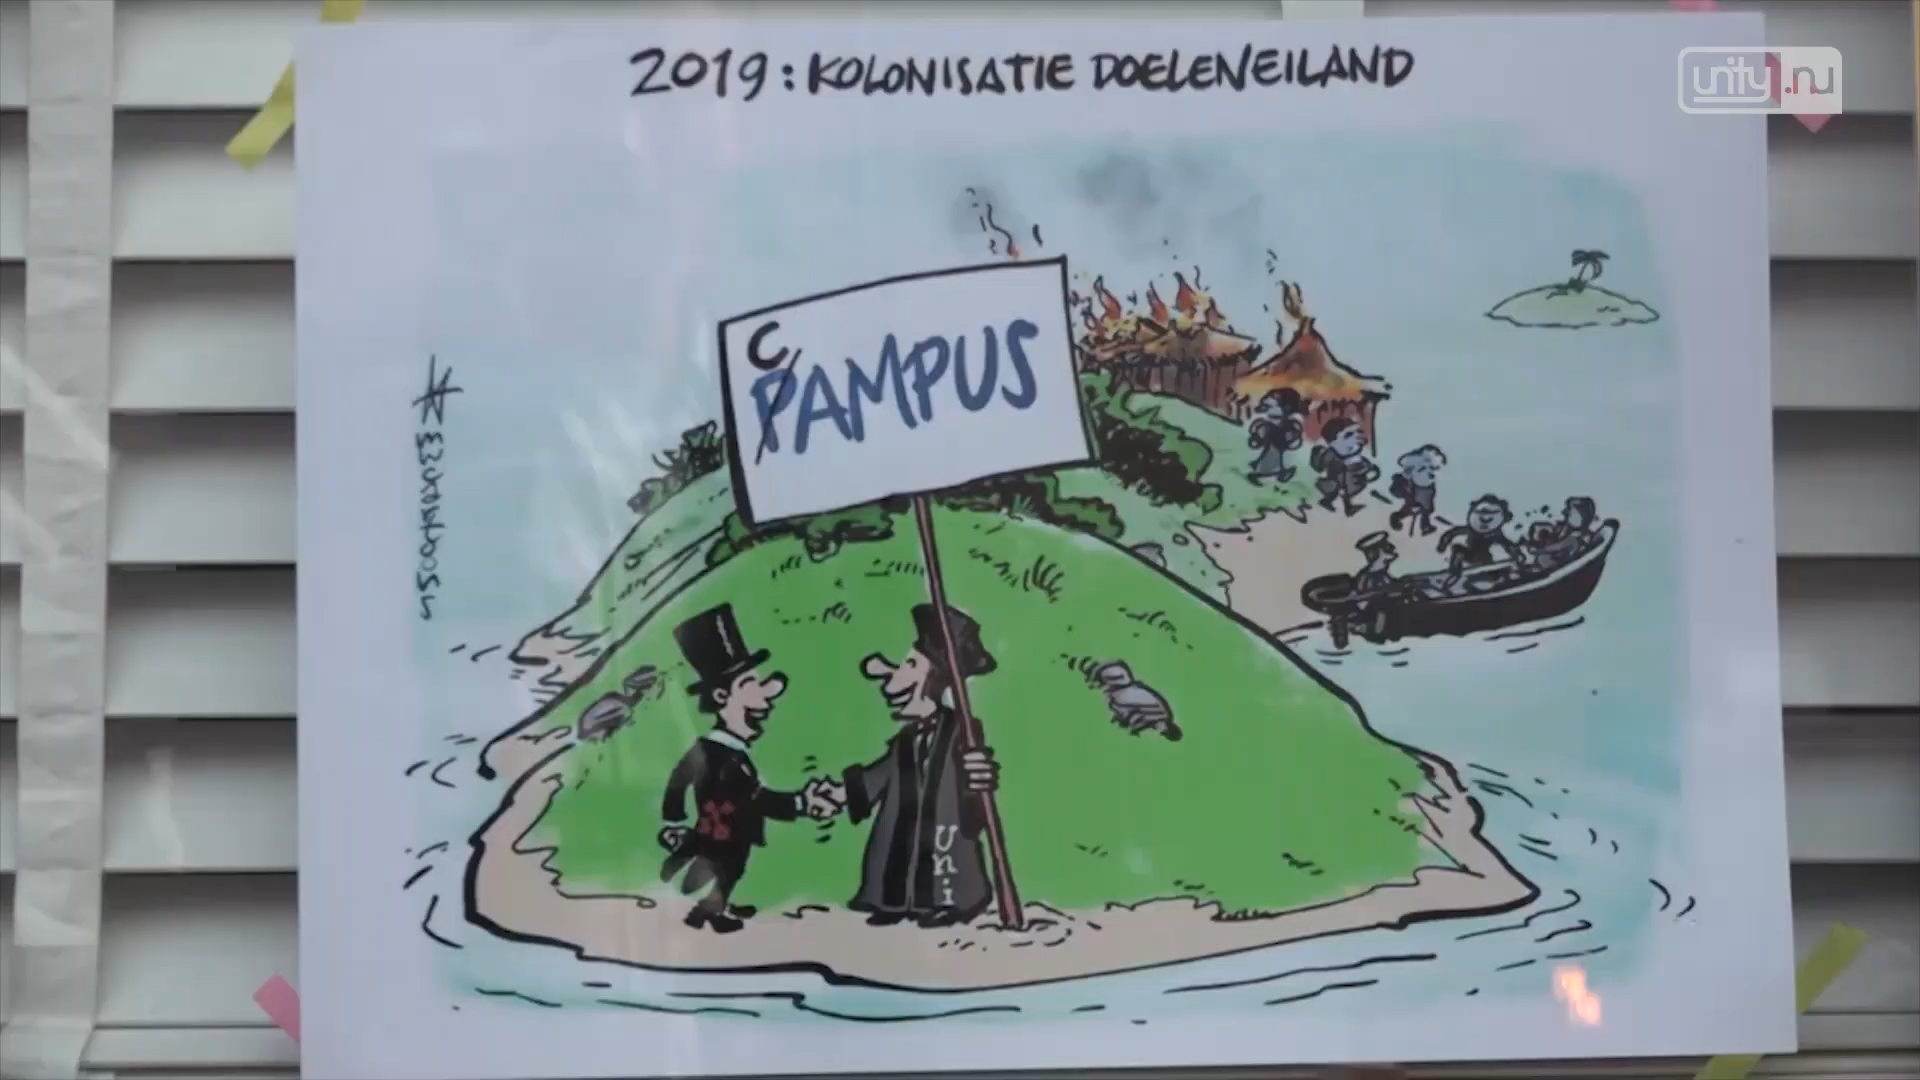 2019: KOLONISATIE DOELENEILAND
unity.nu
C
PAMPUS
Uni